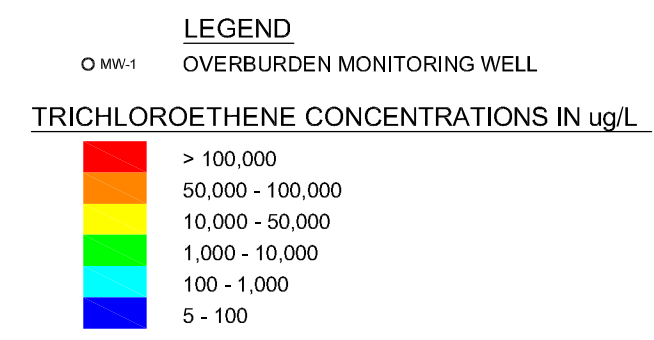 LEGEND
MW-1 OVERBURDEN MONITORING WELL
TRICHLOROETHENE CONCENTRATIONS IN ug/L
> 100,000
50,000 - 100,000
10,000 - 50,000
1,000 - 10,000
100 - 1,000
5 - 100